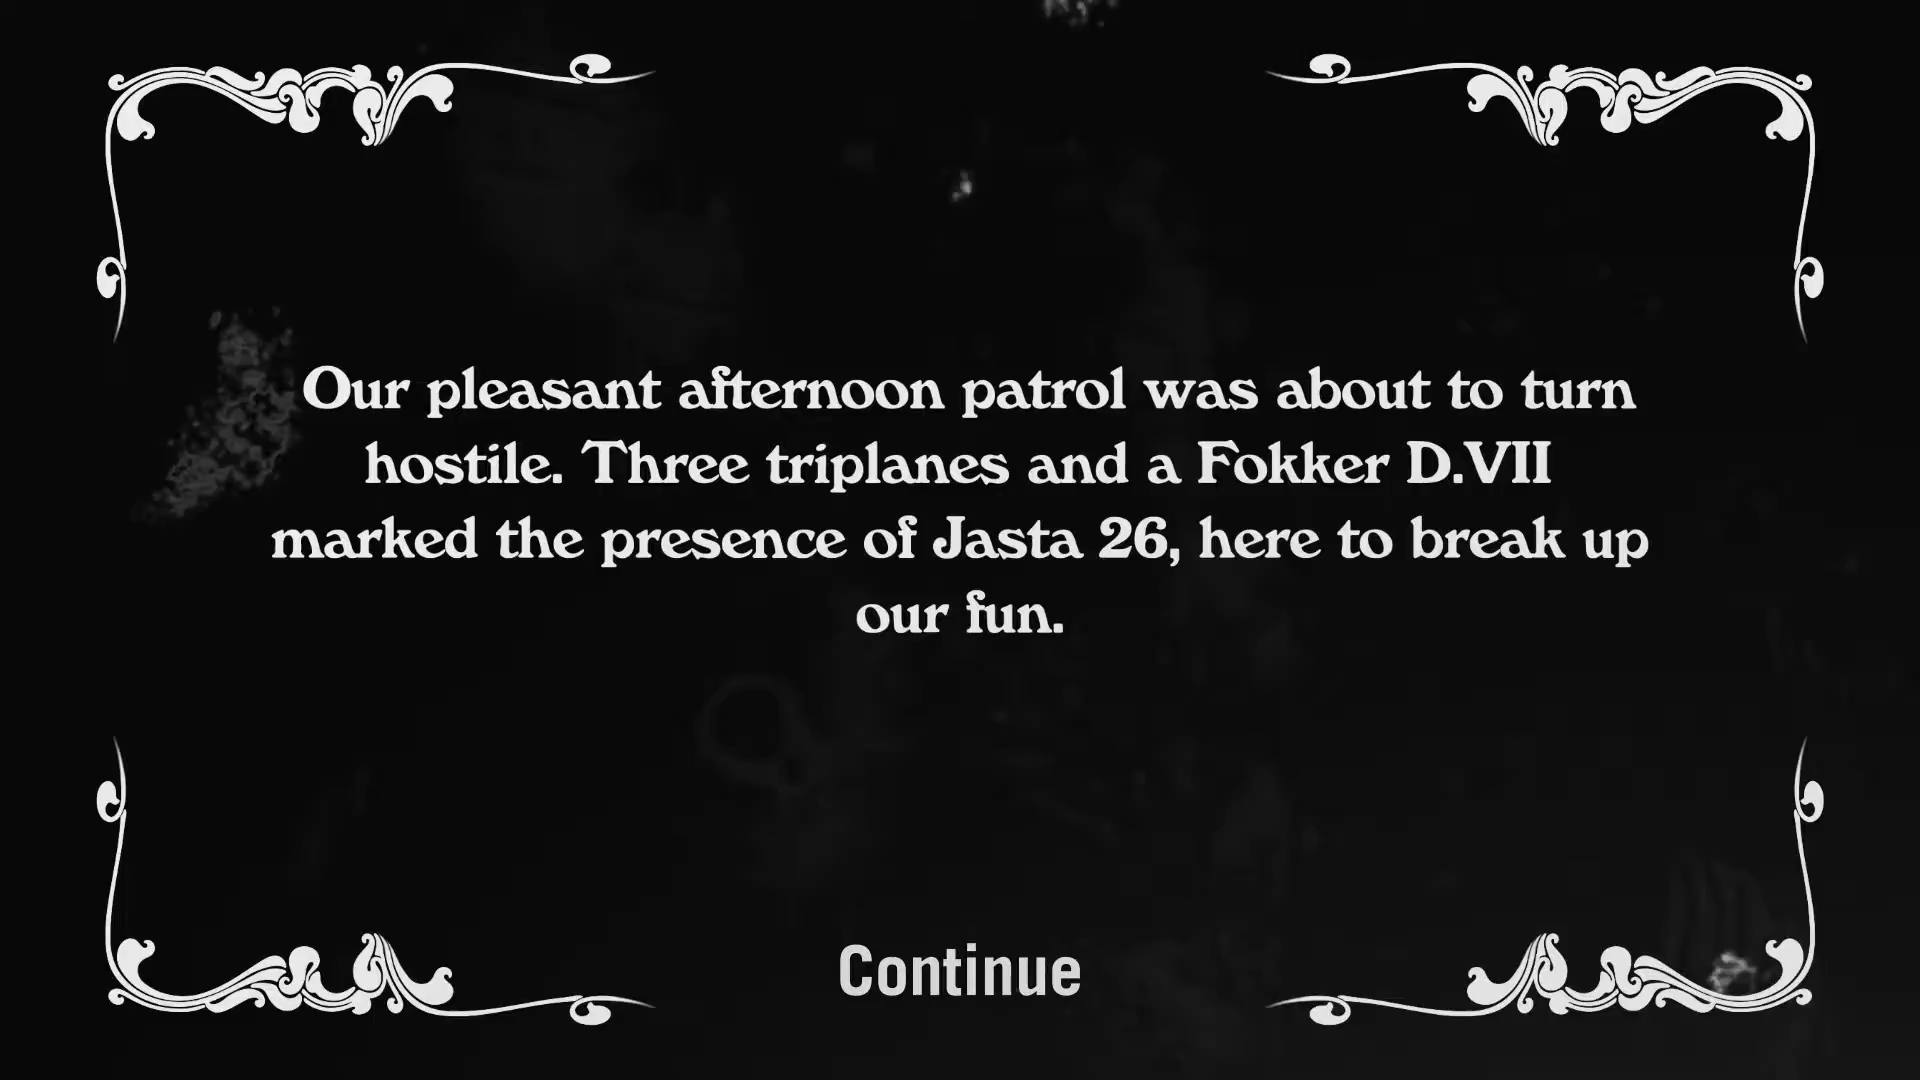 Our pleasant afternoon patrol was about to turn
hostile. Three triplanes and a Fokker D.VII
marked the presence of Jasta 26, here to break up
our fun.
Continue